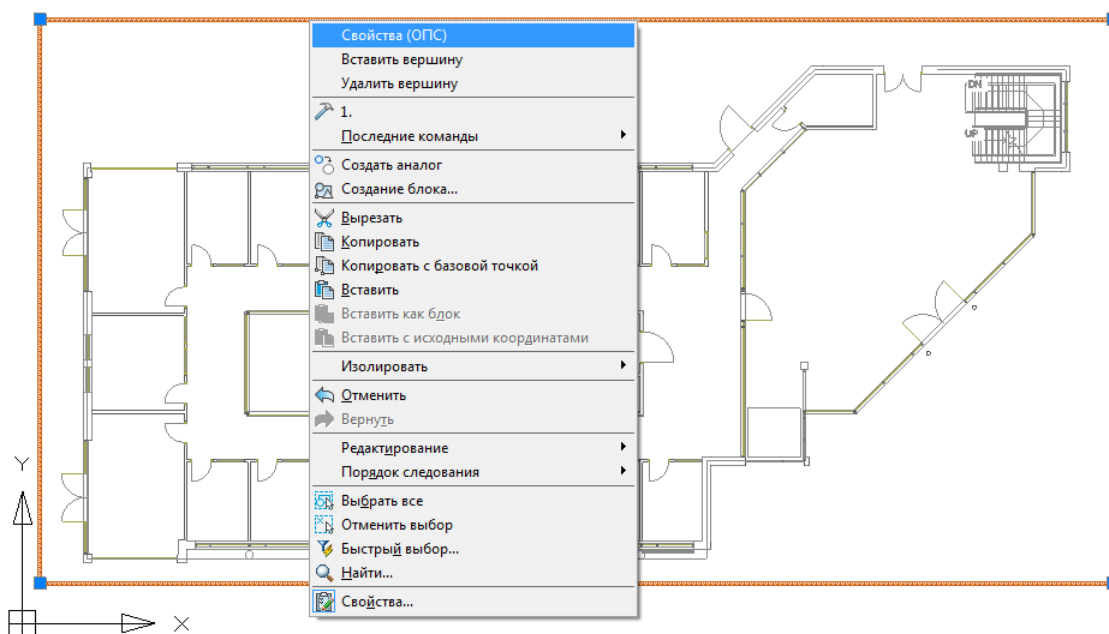 Свойства (ОПС)
Вставить вершину
Удалить вершину
1.
Последние команды
Создать аналог
Создание блока...
Вырезать
Копировать
Копировать с базовой точкой
Вставить
Вставить как блок
Вставить с исходными координатами
Изолировать
Отменить
Вернуть
Редактирование
Порядок следования
Выбрать все
Отменить выбор
Быстрый выбор...
Найти...
Свойства...
DN
UP
Y
X